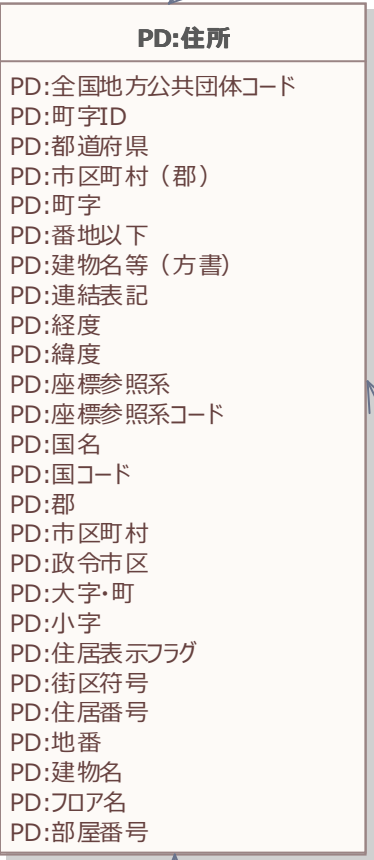 PD:住所
PD:全国地方公共団体コード
PD:町字ID
PD:都道府県
PD:市区町村（郡）
PD:町字
PD:番地以下
PD:建物名等（方書）
PD:連結表記
PD:経度
PD:緯度
PD:座標参照系
PD:座標参照系コード
PD:国名
PD:国コード
PD:郡
PD:市区町村
PD:政令市区
PD:大字・町
PD:小字
PD:住居表示フラグ
PD:街区符号
PD:住居番号
PD:地番
PD:建物名
PD:フロア名
PD:部屋番号